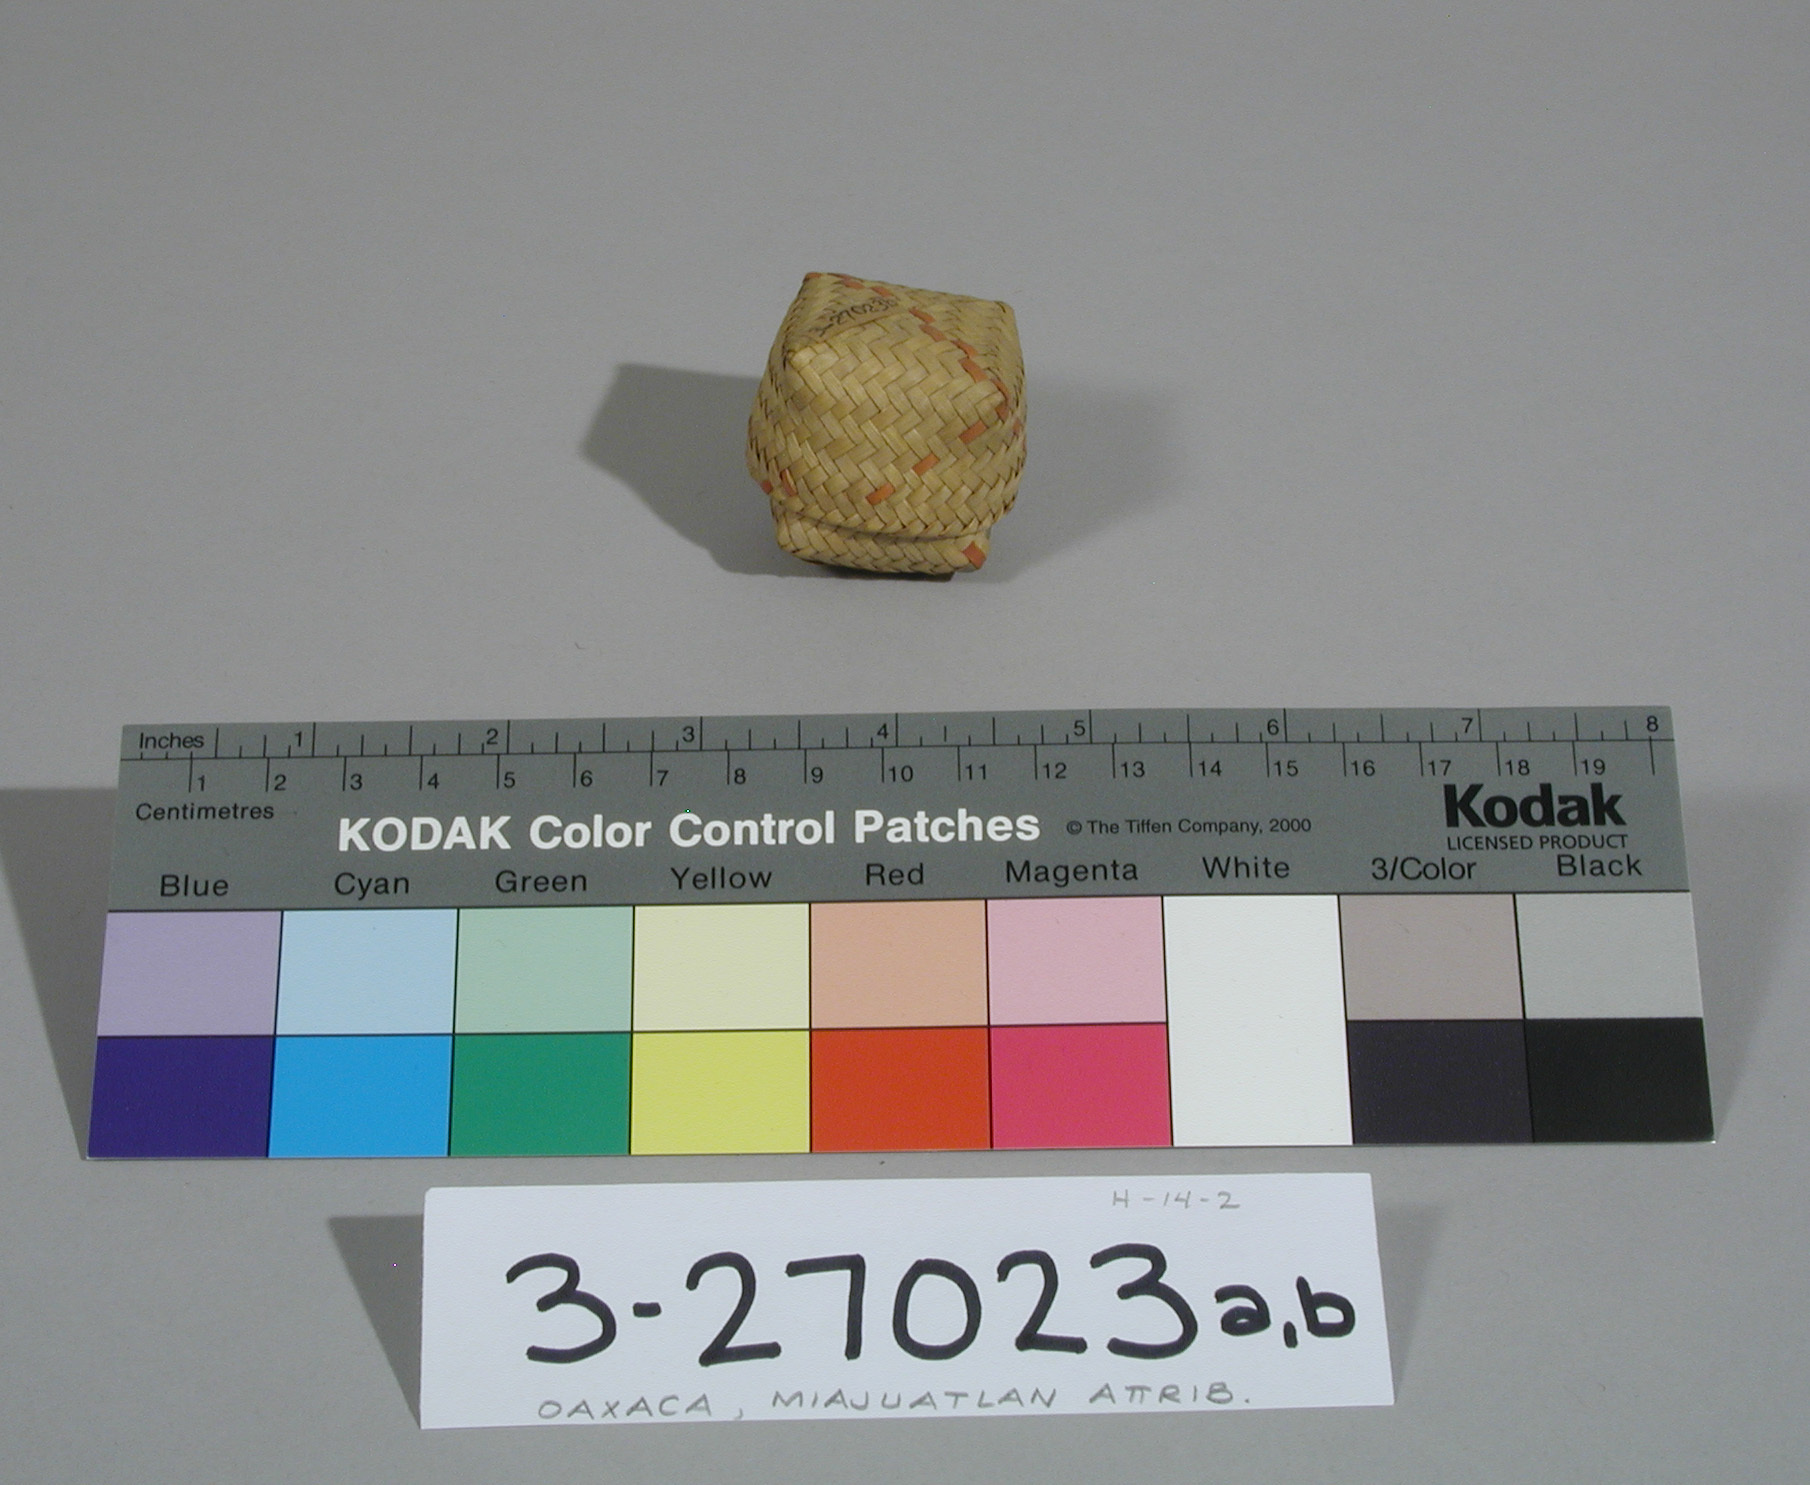 3-27023b
Inches 1 2 3 4 5 6 7 8
1 2 3 4 5 6 7 8 9 10 11 12 13 14 15 16 17 18 19
Centimetres
KODAK Color Control Patches © The Tiffen Company, 2000
Kodak
LICENSED PRODUCT
Blue Cyan Green Yellow Red Magenta White 3/Color Black
H-14-2
3-27023a,b
OAXACA, MIAJUATLAN ATTRIB.